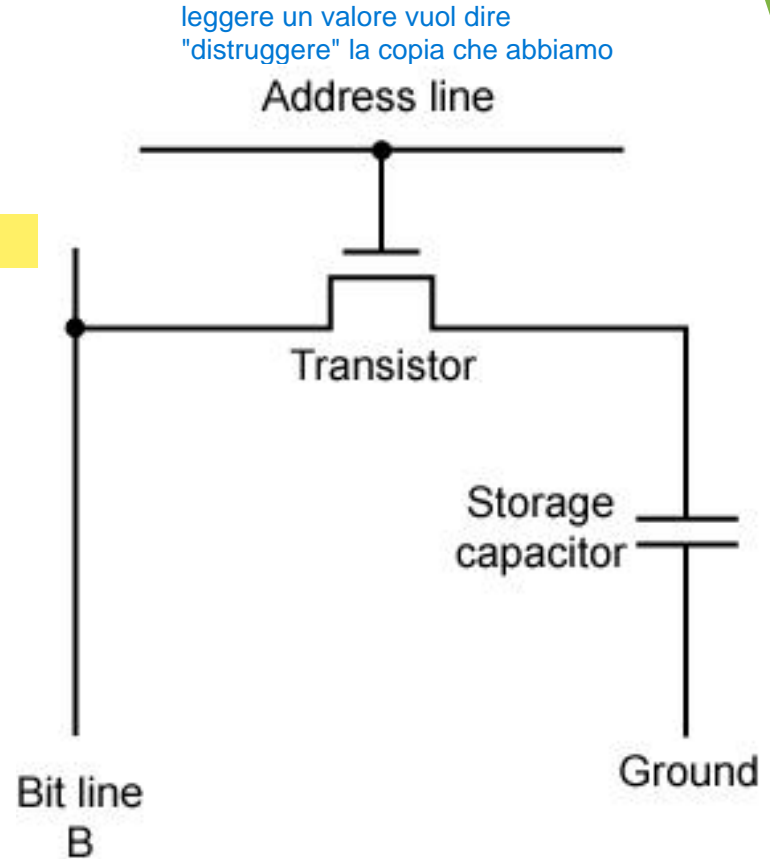 leggere un valore vuol dire
"distruggere" la copia che abbiamo
Address line
Transistor
Storage
capacitor
Ground
Bit line
B